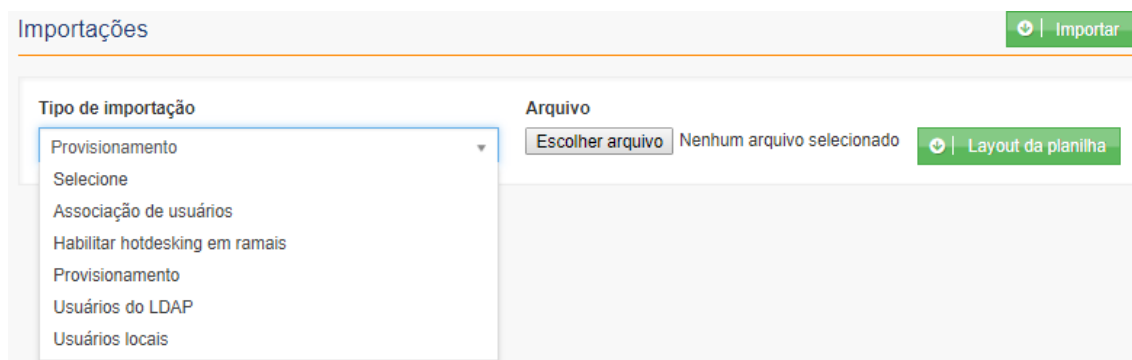 Importações
Importar
Tipo de importação
Arquivo
Provisionamento
Escolher arquivo Nenhum arquivo selecionado
Layout da planilha
Selecione
Associação de usuários
Habilitar hotdesking em ramais
Provisionamento
Usuários do LDAP
Usuários locais